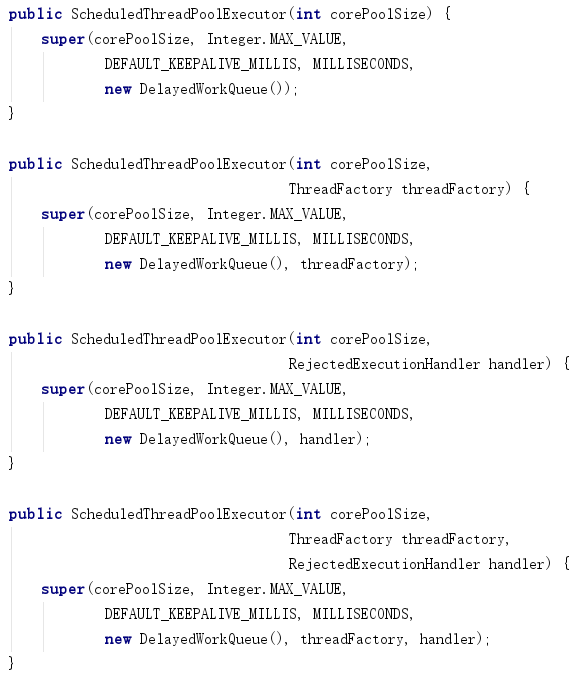 public ScheduledThreadPoolExecutor(int corePoolSize) {
    super(corePoolSize, Integer.MAX_VALUE,
            DEFAULT_KEEPALIVE_MILLIS, MILLISECONDS,
            new DelayedWorkQueue());
}

public ScheduledThreadPoolExecutor(int corePoolSize,
                                   ThreadFactory threadFactory) {
    super(corePoolSize, Integer.MAX_VALUE,
            DEFAULT_KEEPALIVE_MILLIS, MILLISECONDS,
            new DelayedWorkQueue(), threadFactory);
}

public ScheduledThreadPoolExecutor(int corePoolSize,
                                   RejectedExecutionHandler handler) {
    super(corePoolSize, Integer.MAX_VALUE,
            DEFAULT_KEEPALIVE_MILLIS, MILLISECONDS,
            new DelayedWorkQueue(), handler);
}

public ScheduledThreadPoolExecutor(int corePoolSize,
                                   ThreadFactory threadFactory,
                                   RejectedExecutionHandler handler) {
    super(corePoolSize, Integer.MAX_VALUE,
            DEFAULT_KEEPALIVE_MILLIS, MILLISECONDS,
            new DelayedWorkQueue(), threadFactory, handler);
}